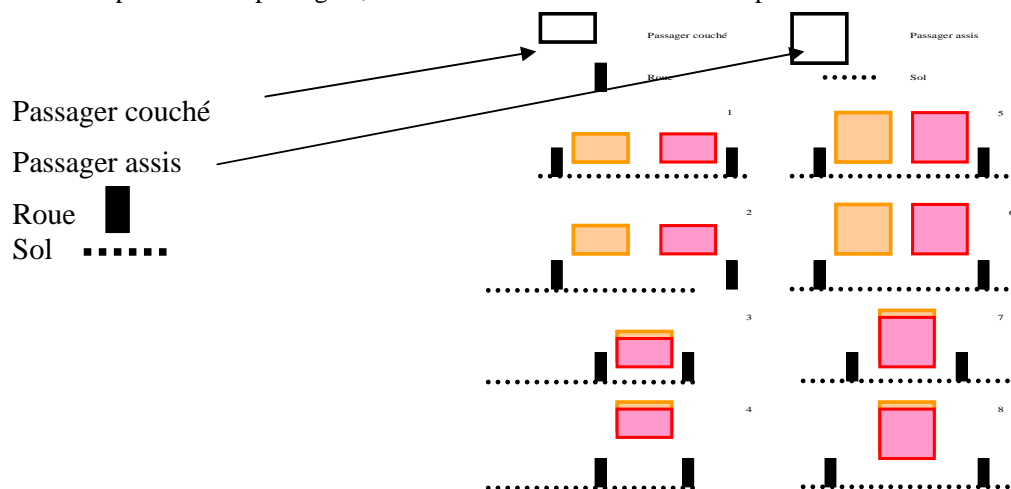 Passager couché Passager assis
Roue Sol
Passager couché
Passager assis
Roue
Sol
1 5
2 6
3 7
4 8